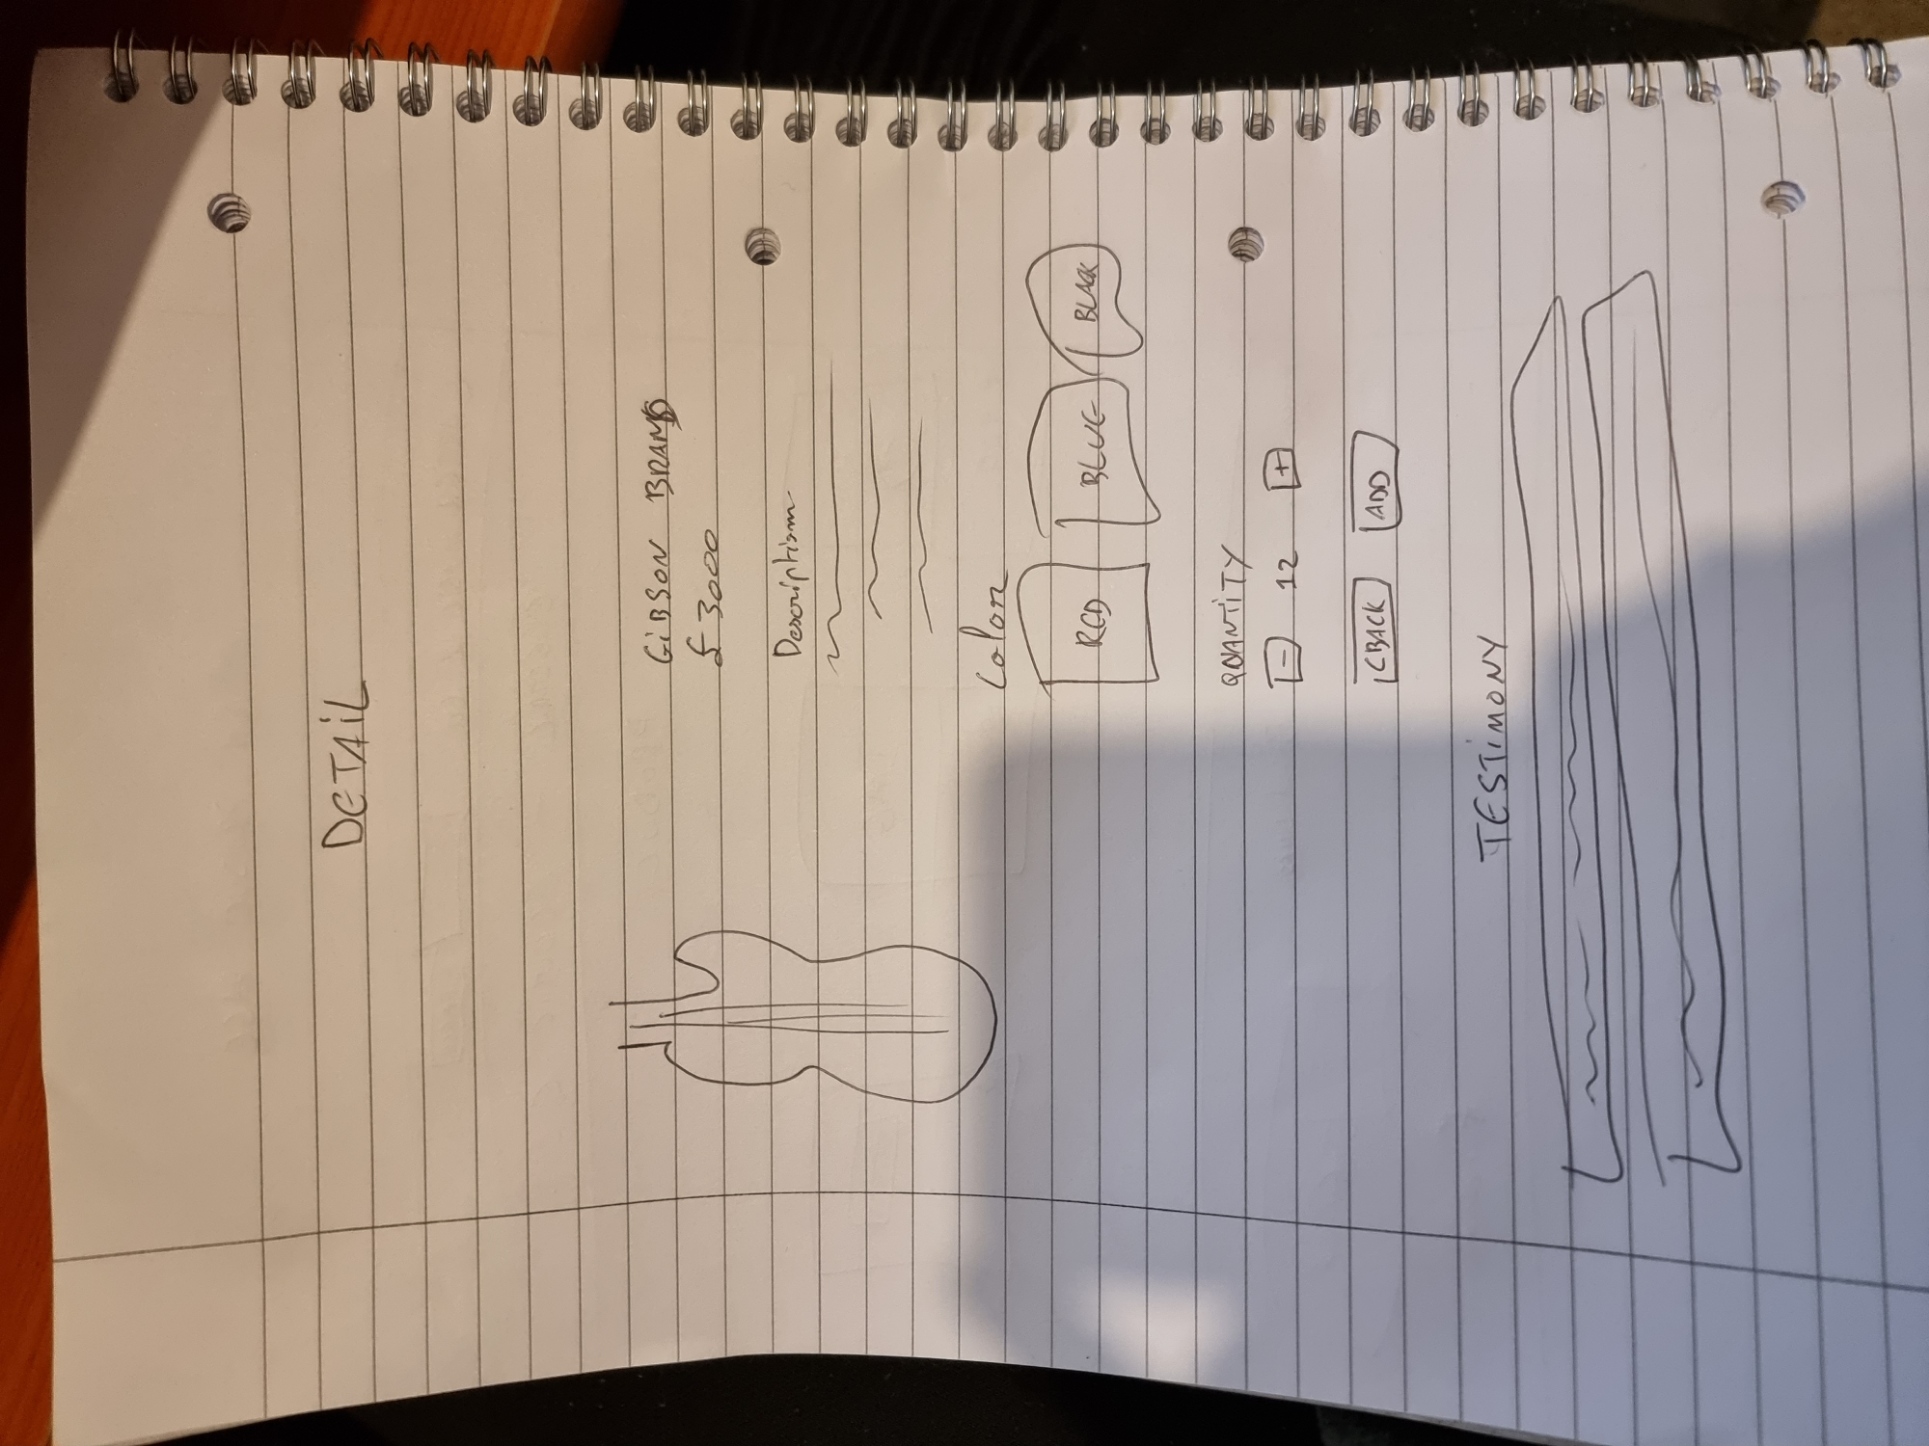 DETAIL
GIBSON BRAND
£3000
Description
Color
RED BLUE BLACK
QUANTITY
- 12 +
BACK ADD
TESTIMONY